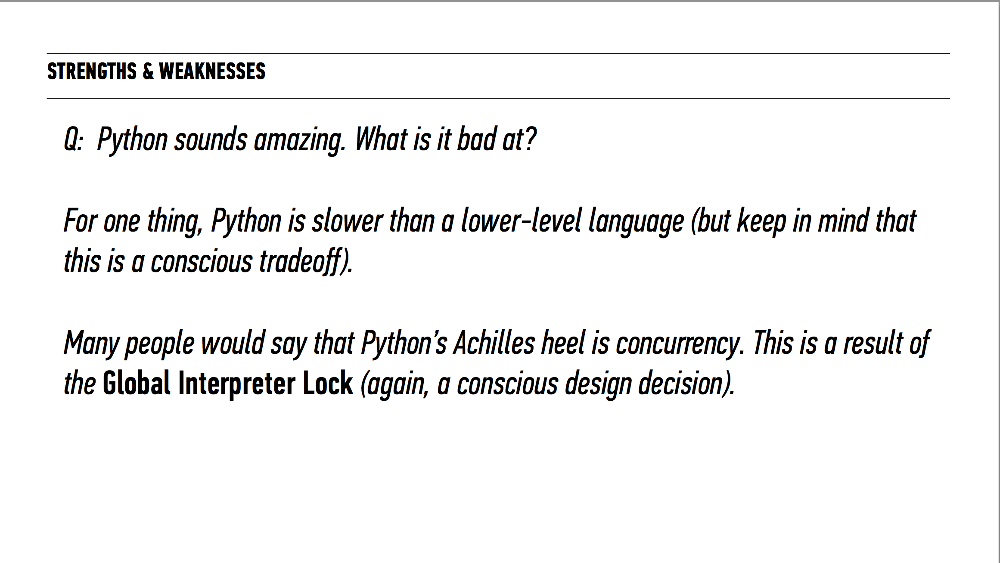 STRENGTHS & WEAKNESSES
Q: Python sounds amazing. What is it bad at?
For one thing, Python is slower than a lower-level language (but keep in mind that
this is a conscious tradeoff).
Many people would say that Python’s Achilles heel is concurrency. This is a result of
the Global Interpreter Lock (again, a conscious design decision).